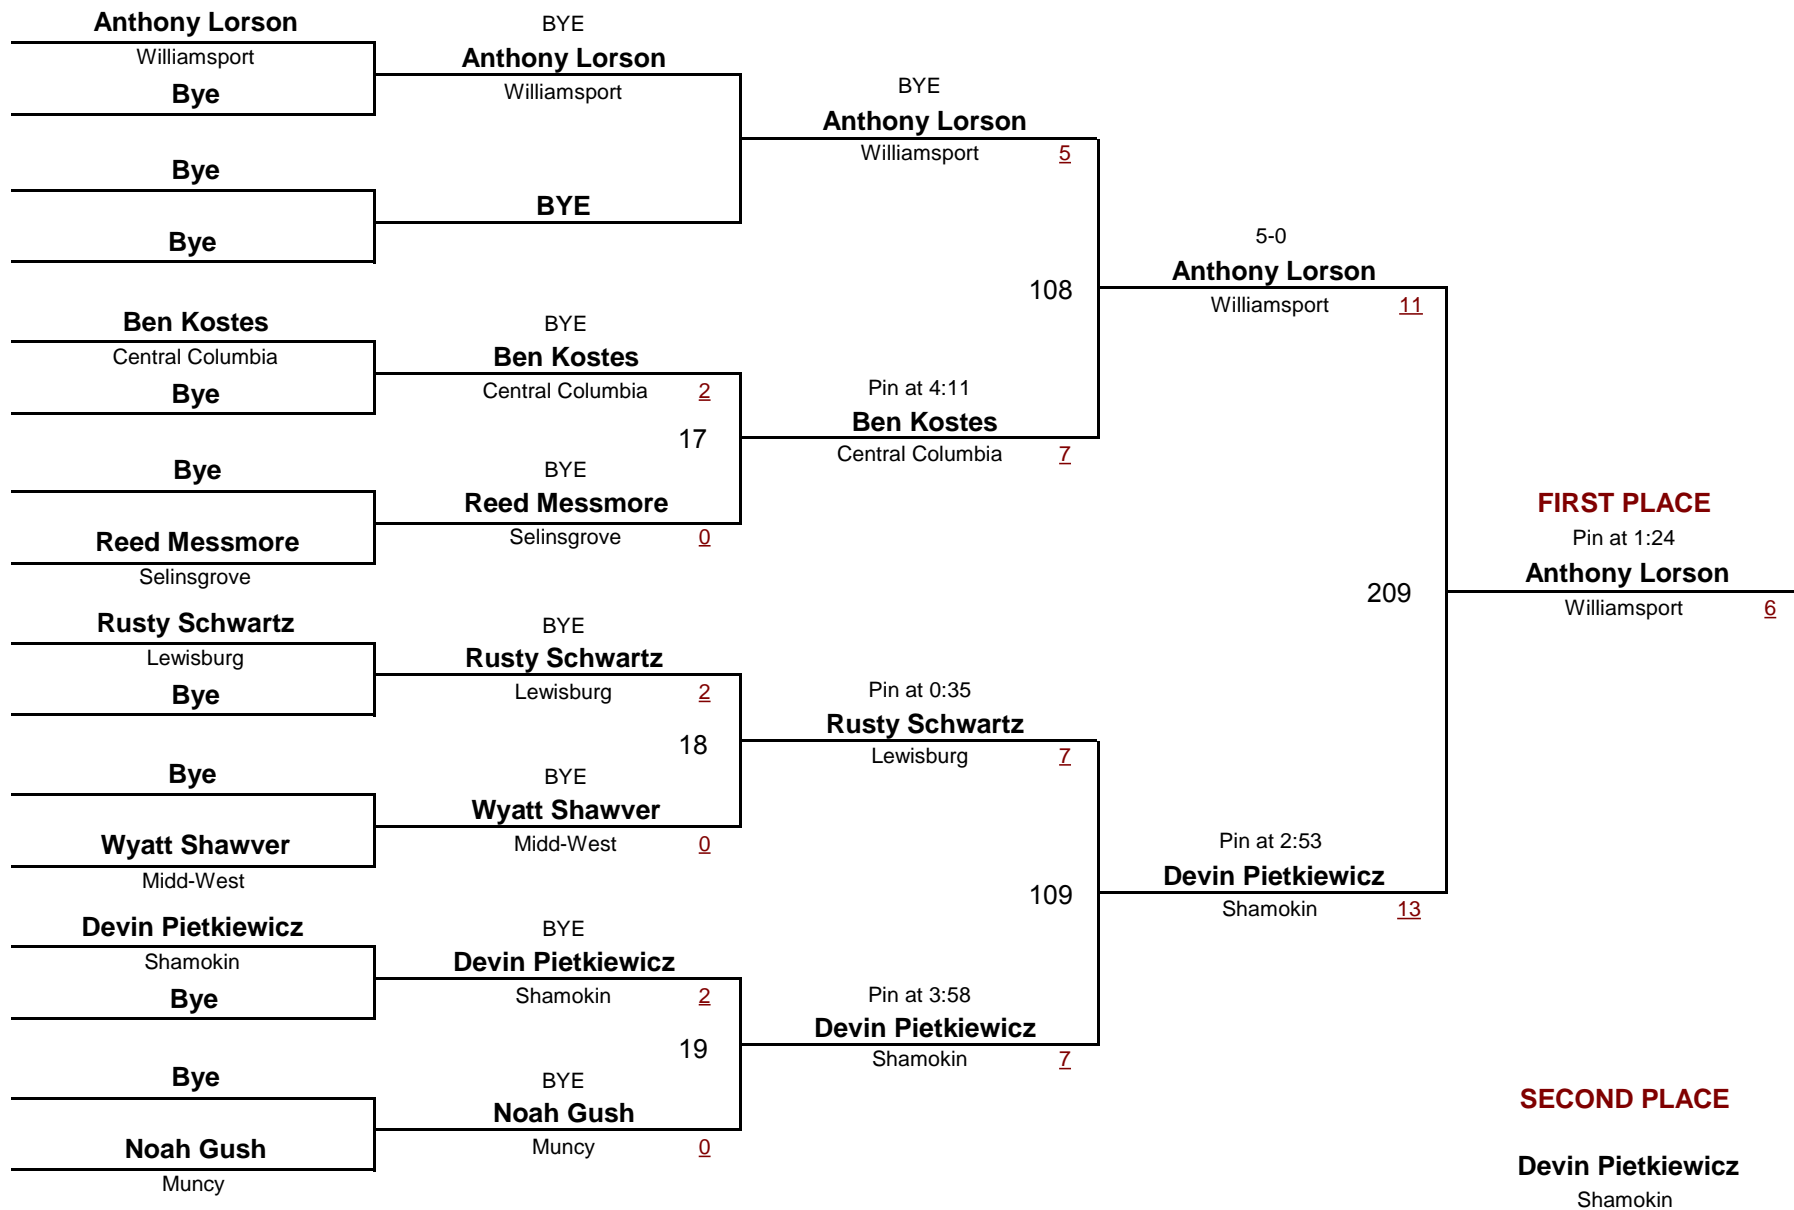 Anthony Lorson
Williamsport
Bye
Bye
Bye
Ben Kostes
Central Columbia
Bye
Bye
Reed Messmore
Selinsgrove
Rusty Schwartz
Lewisburg
Bye
Bye
Wyatt Shawver
Midd-West
Devin Pietkiewicz
Shamokin
Bye
Bye
Noah Gush
Muncy
BYE
Anthony Lorson
Williamsport
BYE
BYE
Ben Kostes
Central Columbia 2
17
BYE
Reed Messmore
Selinsgrove 0
BYE
Rusty Schwartz
Lewisburg 2
18
BYE
Wyatt Shawver
Midd-West 0
BYE
Devin Pietkiewicz
Shamokin 2
19
BYE
Noah Gush
Muncy 0
BYE
Anthony Lorson
Williamsport 5
108
Pin at 4:11
Ben Kostes
Central Columbia 7
Pin at 0:35
Rusty Schwartz
Lewisburg 7
109
Pin at 3:58
Devin Pietkiewicz
Shamokin 7
5-0
Anthony Lorson
Williamsport 11
209
Pin at 2:53
Devin Pietkiewicz
Shamokin 13
FIRST PLACE
Pin at 1:24
Anthony Lorson
Williamsport 6
SECOND PLACE
Devin Pietkiewicz
Shamokin